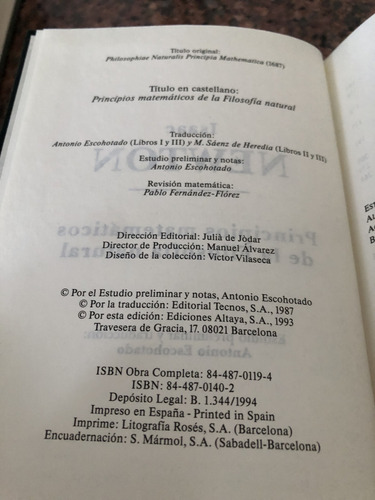 Título original:
Philosophiae Naturalis Principia Mathematica (1687)
Título en castellano:
Principios matemáticos de la Filosofía natural
Traducción:
Antonio Escohotado (Libros I y III) y M. Sáenz de Heredia (Libros II y III)
Estudio preliminar y notas:
Antonio Escohotado
Revisión matemática:
Pablo Fernández-Flórez
Dirección Editorial: Julià de Jòdar
Director de Producción: Manuel Álvarez
Diseño de la colección: Víctor Vilaseca
© Por el Estudio preliminar y notas, Antonio Escohotado
© Por la traducción: Editorial Tecnos, S.A., 1987
© Por esta edición: Ediciones Altaya, S.A., 1993
Travesera de Gracia, 17. 08021 Barcelona
ISBN Obra Completa: 84-487-0119-4
ISBN: 84-487-0140-2
Depósito Legal: B. 1.344/1994
Impreso en España - Printed in Spain
Imprime: Litografía Rosés, S.A. (Barcelona)
Encuadernación: S. Mármol, S.A. (Sabadell-Barcelona)